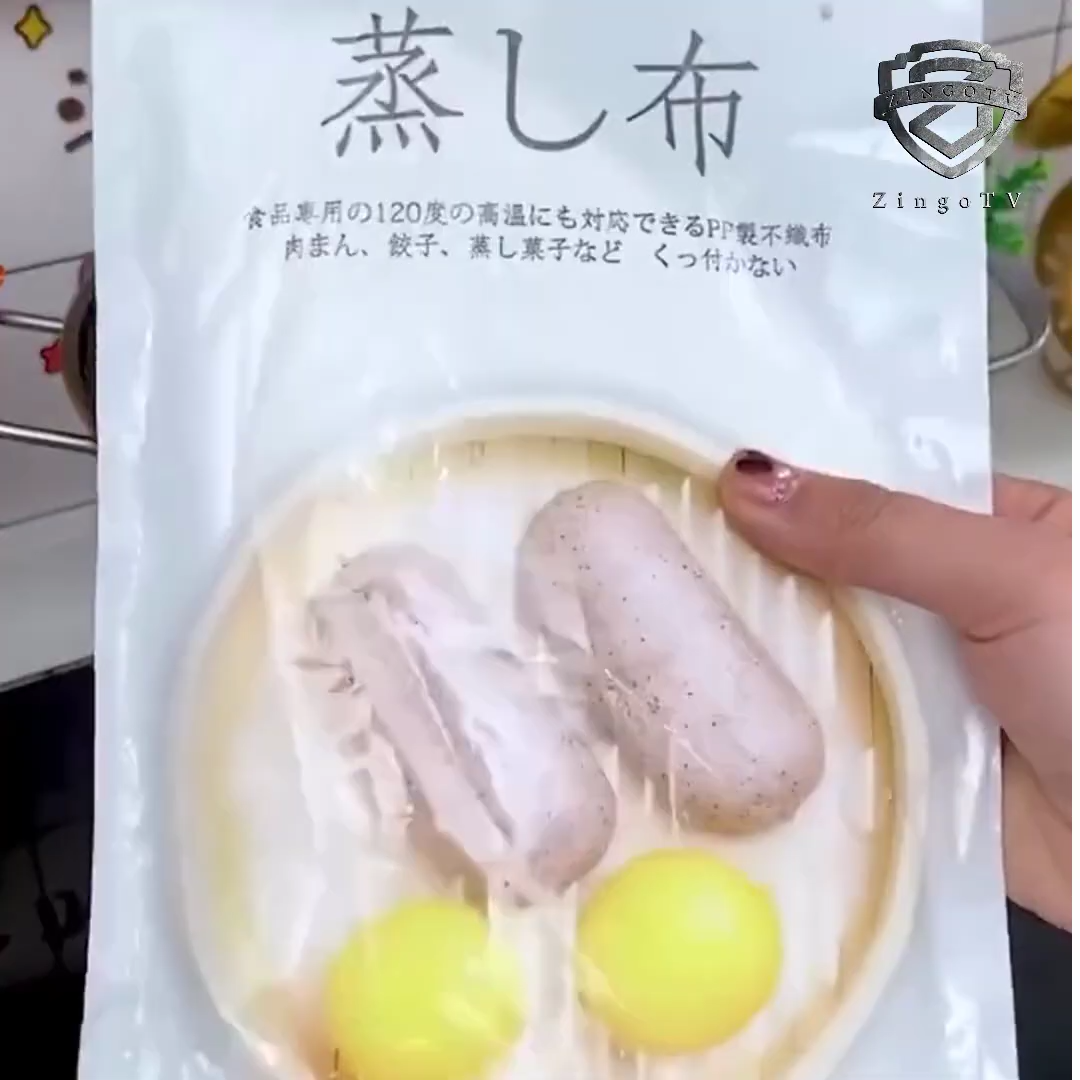 蒸し布
ZINGOTV
ZingoTV
食品専用の120度の高温にも対応できるPP製不織布
肉まん、餃子、蒸し菓子など　くっ付かない